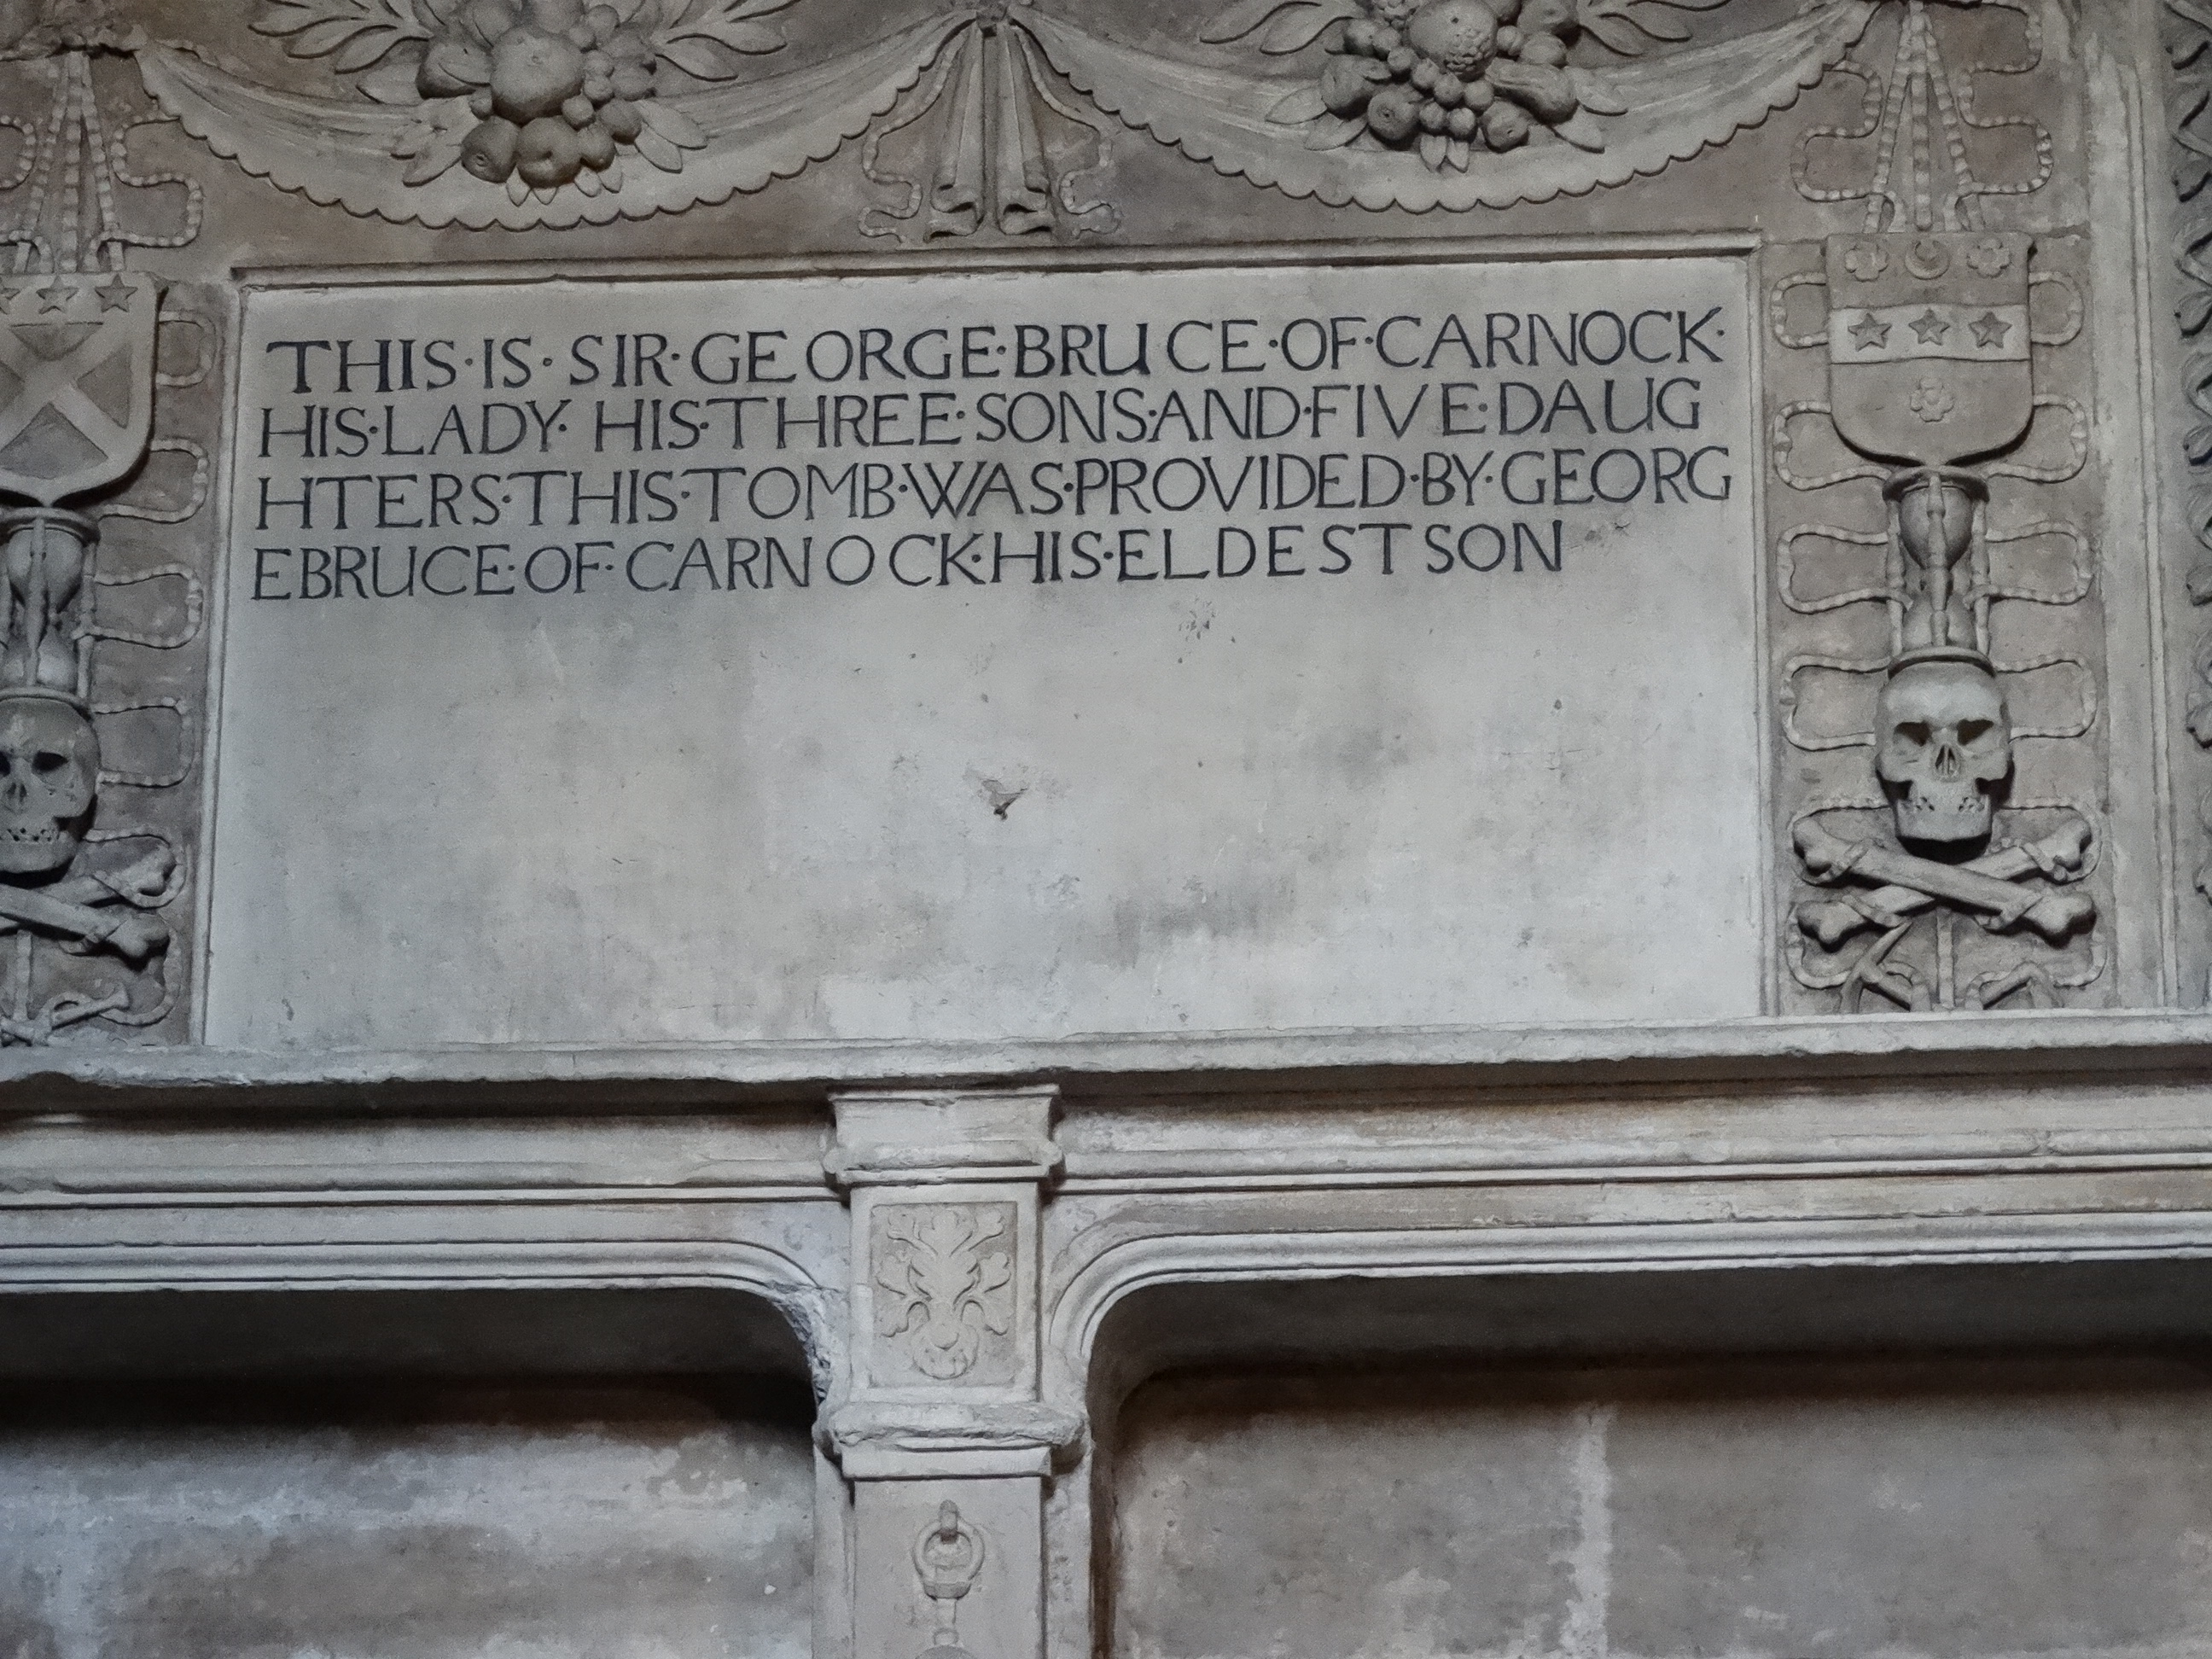 THIS·IS·SIR·GEORGE·BRUCE·OF·CARNOCK·
HIS·LADY· HIS·THREE·SONS·AND·FIVE·DAUG
HTERS·THIS·TOMB·WAS·PROVIDED·BY·GEORG
EBRUCE·OF·CARNOCK·HIS·ELDEST SON